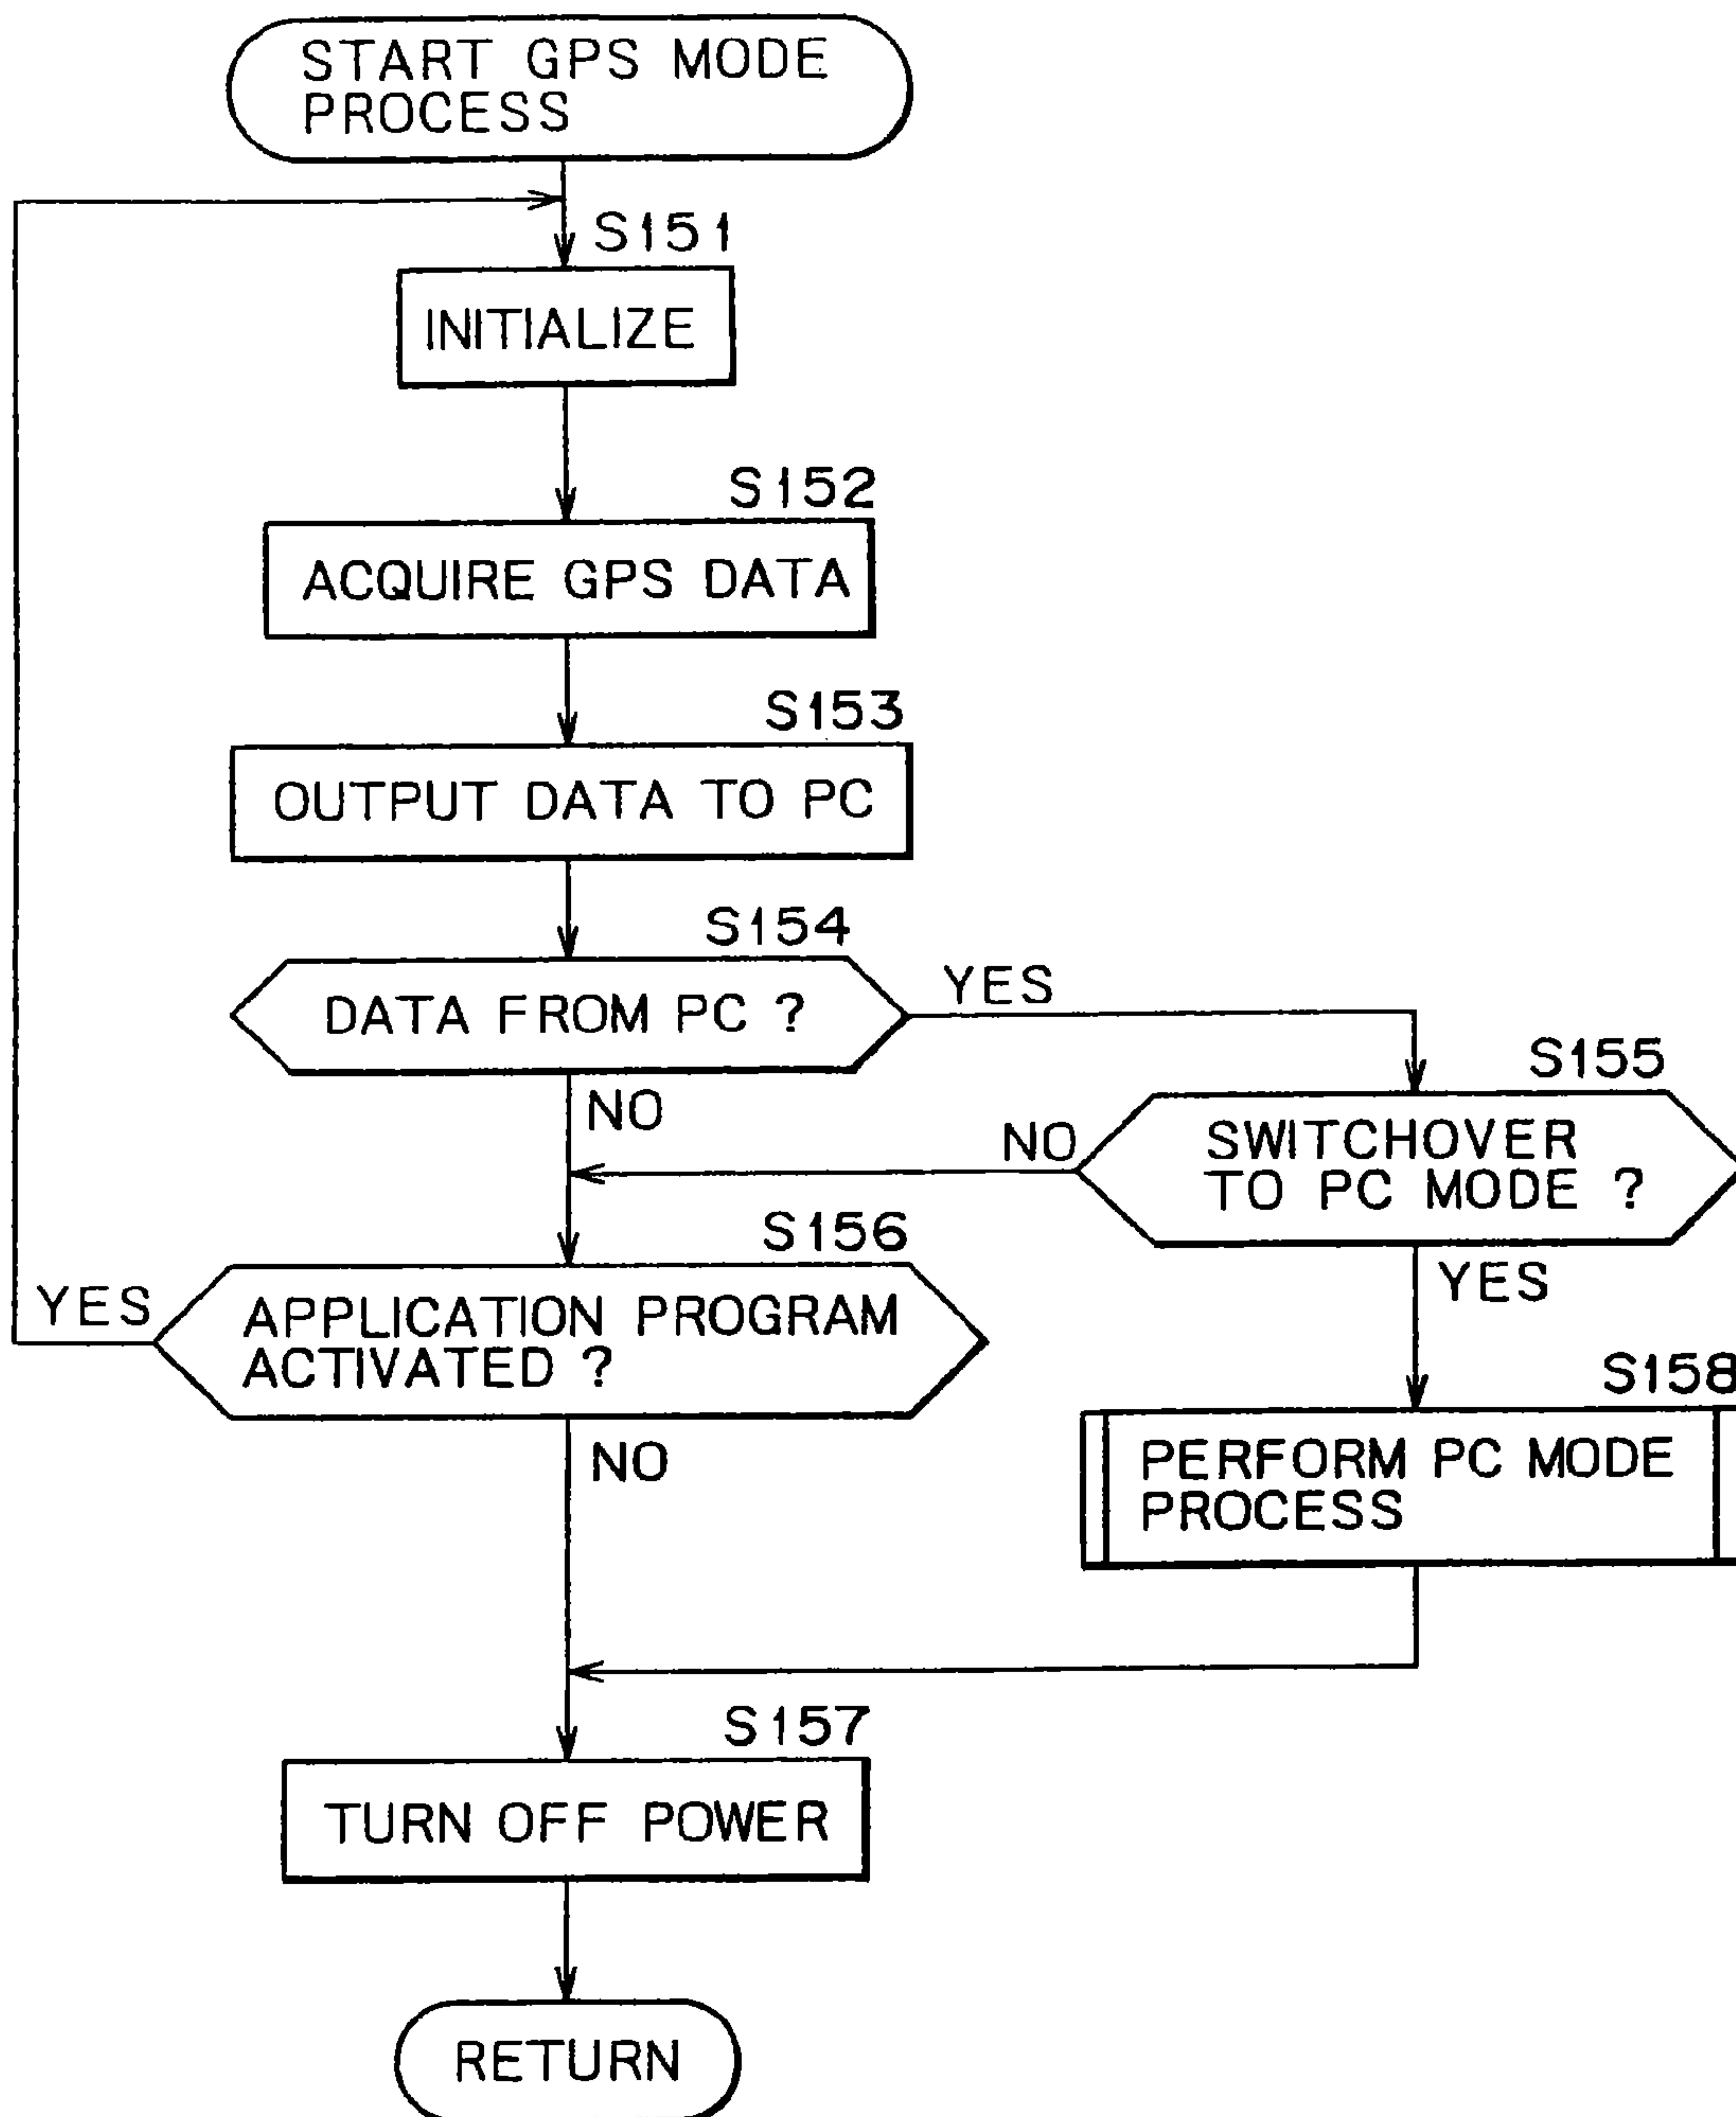 START GPS MODE
PROCESS
S151
INITIALIZE
S152
ACQUIRE GPS DATA
S153
OUTPUT DATA TO PC
S154
DATA FROM PC ?
YES
NO
S155
SWITCHOVER
TO PC MODE ?
NO
YES
S156
APPLICATION PROGRAM
ACTIVATED ?
YES
NO
S158
PERFORM PC MODE
PROCESS
S157
TURN OFF POWER
RETURN